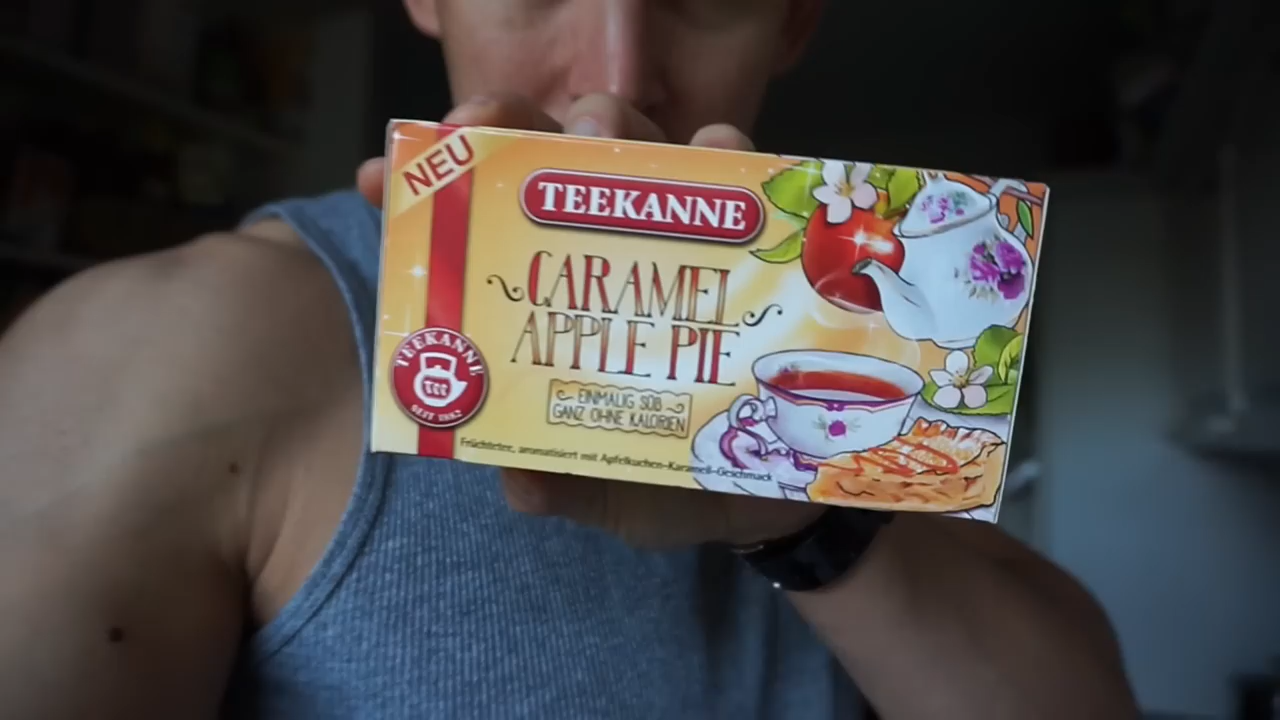 NEU
TEEKANNE
CARAMEL
APPLE PIE
EINMALIG SÜß
GANZ OHNE KALORIEN
TEEKANNE
SEIT 1882
Früchtetee, aromatisiert mit Apfelkuchen-Karamell-Geschmack